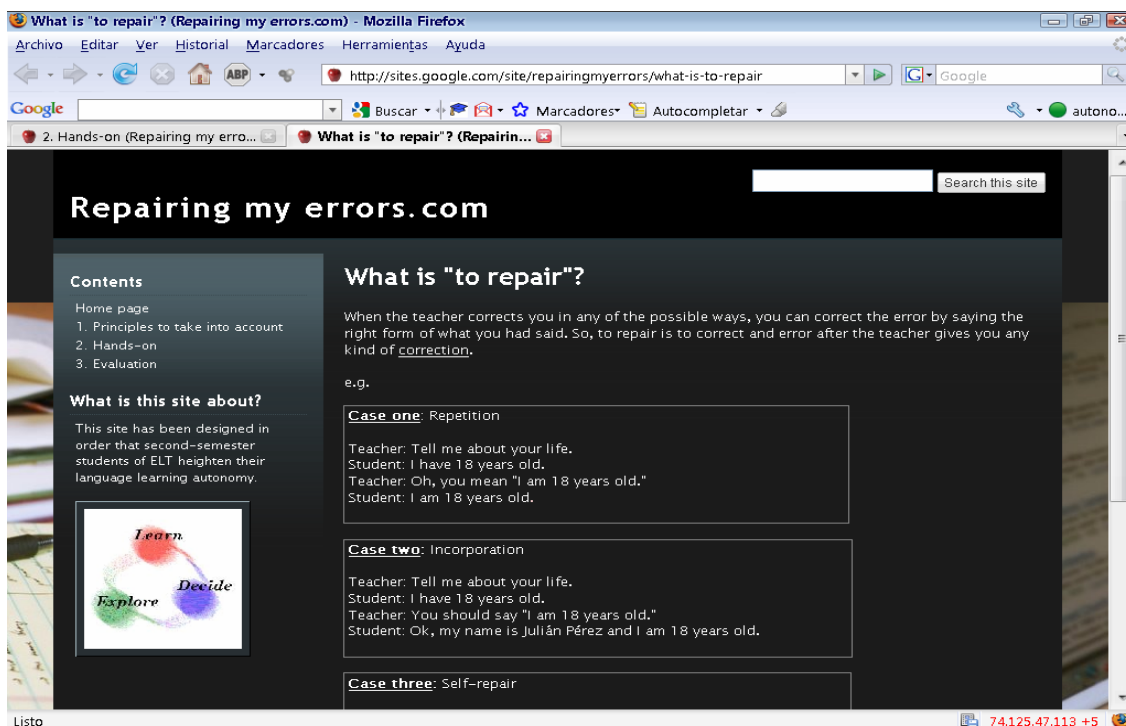 What is "to repair"? (Repairing my errors.com) - Mozilla Firefox
Archivo Editar Ver Historial Marcadores Herramientas Ayuda
ABP http://sites.google.com/site/repairingmyerrors/what-is-to-repair Google
Google Buscar Marcadores Autocompletar autono...
2. Hands-on (Repairing my erro... What is "to repair"? (Repairin...
Search this site
Repairing my errors.com
Contents
Home page
1. Principles to take into account
2. Hands-on
3. Evaluation
What is this site about?
This site has been designed in
order that second-semester
students of ELT heighten their
language learning autonomy.
Learn
Decide
Explore
What is "to repair"?
When the teacher corrects you in any of the possible ways, you can correct the error by saying the
right form of what you had said. So, to repair is to correct and error after the teacher gives you any
kind of correction.
e.g.
Case one: Repetition
Teacher: Tell me about your life.
Student: I have 18 years old.
Teacher: Oh, you mean "I am 18 years old."
Student: I am 18 years old.
Case two: Incorporation
Teacher: Tell me about your life.
Student: I have 18 years old.
Teacher: You should say "I am 18 years old."
Student: Ok, my name is Julián Pérez and I am 18 years old.
Case three: Self-repair
Listo 74.125.47.113 +5